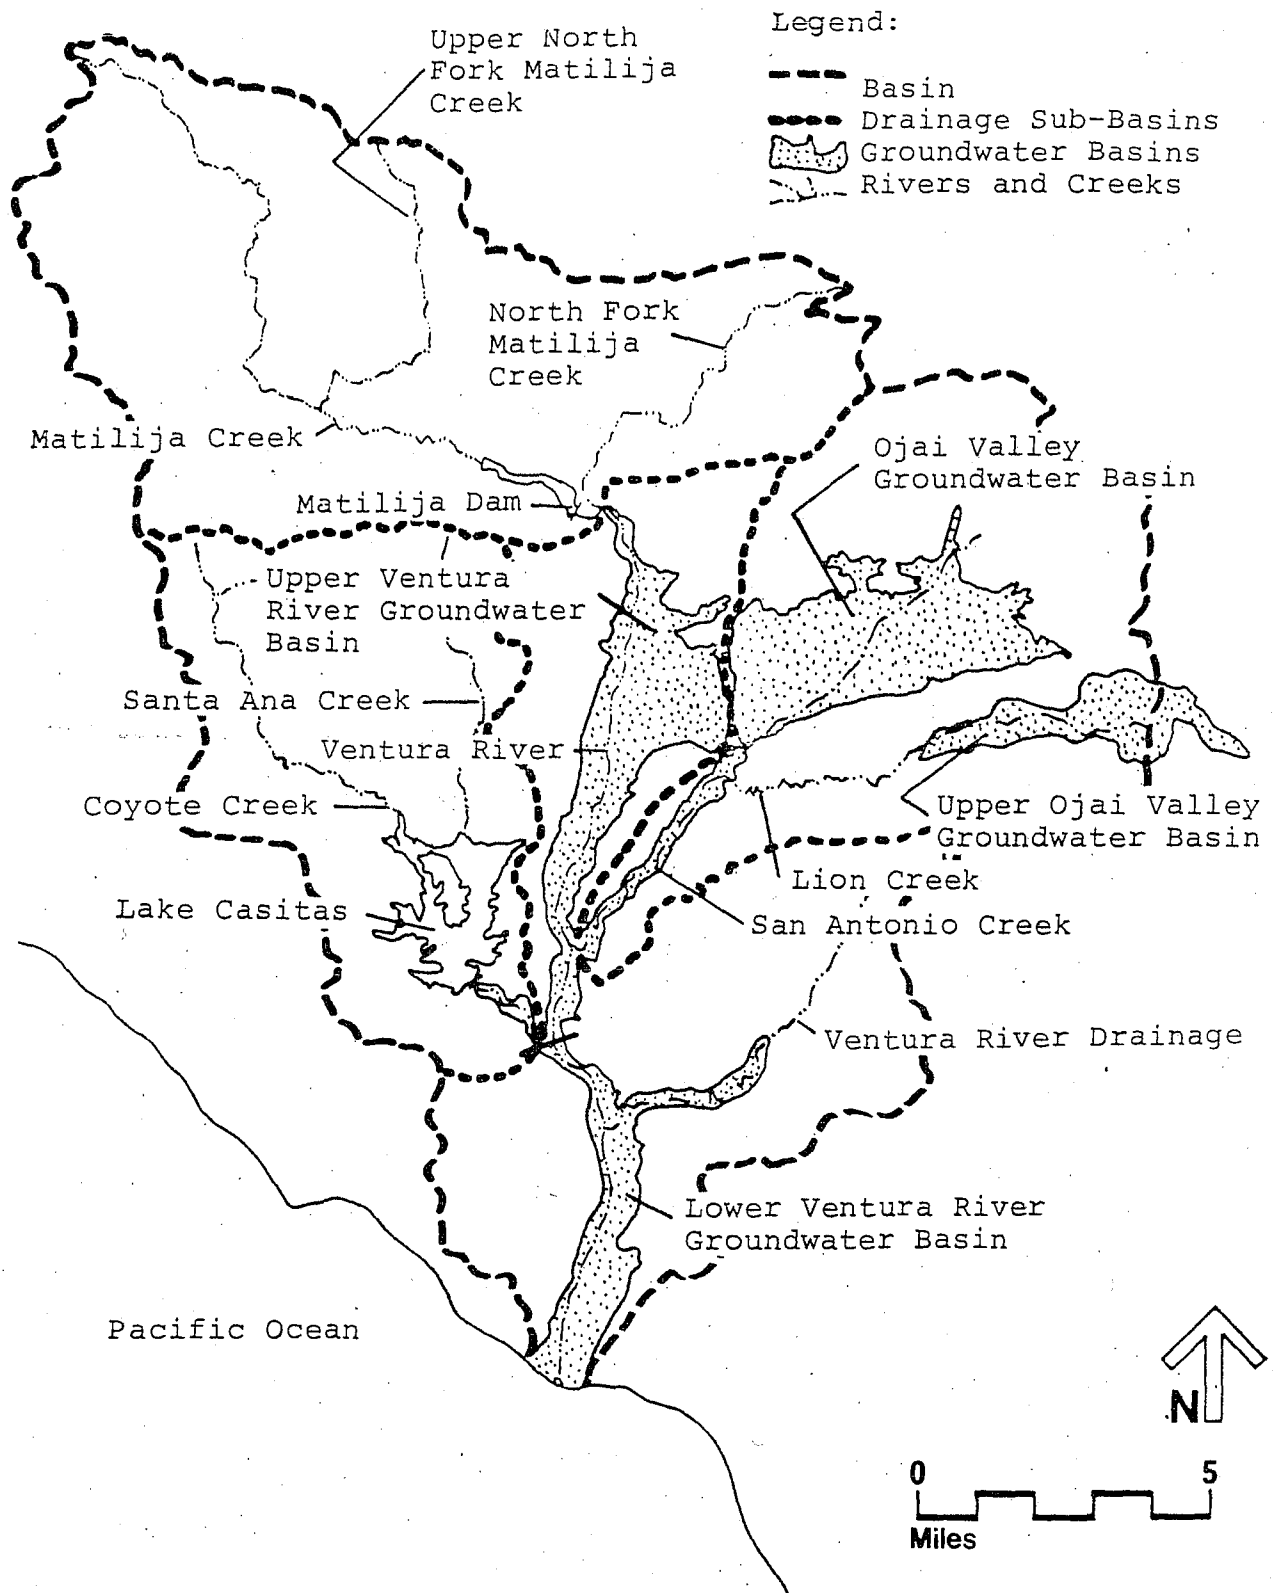 Legend:
Basin
Drainage Sub-Basins
Groundwater Basins
Rivers and Creeks
Upper North
Fork Matilija
Creek
North Fork
Matilija
Creek
Matilija Creek
Ojai Valley
Groundwater Basin
Matilija Dam
Upper Ventura
River Groundwater
Basin
Santa Ana Creek
Ventura River
Coyote Creek
Upper Ojai Valley
Groundwater Basin
Lion Creek
Lake Casitas
San Antonio Creek
Ventura River Drainage
Lower Ventura River
Groundwater Basin
Pacific Ocean
N
0 5
Miles